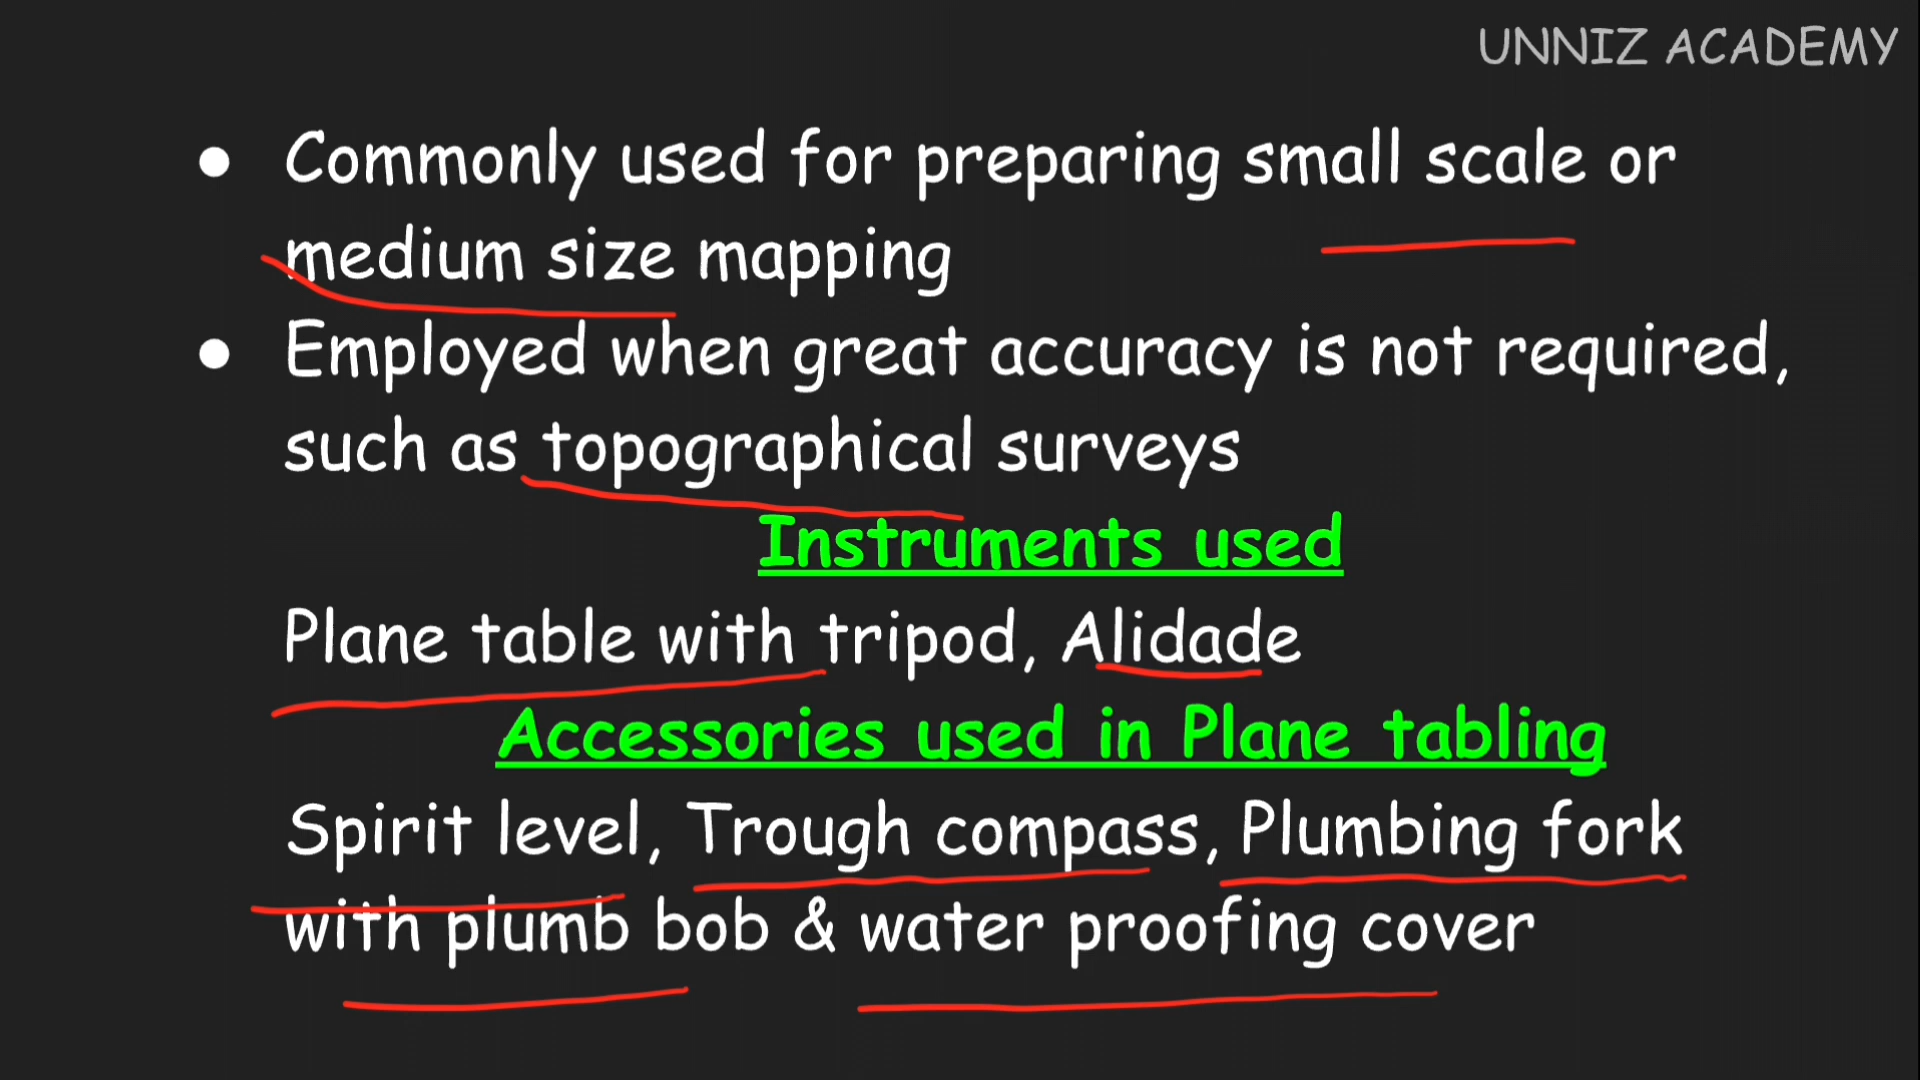 UNNIZ ACADEMY
● Commonly used for preparing small scale or
medium size mapping
● Employed when great accuracy is not required,
such as topographical surveys
Instruments used
Plane table with tripod, Alidade
Accessories used in Plane tabling
Spirit level, Trough compass, Plumbing fork
with plumb bob & water proofing cover